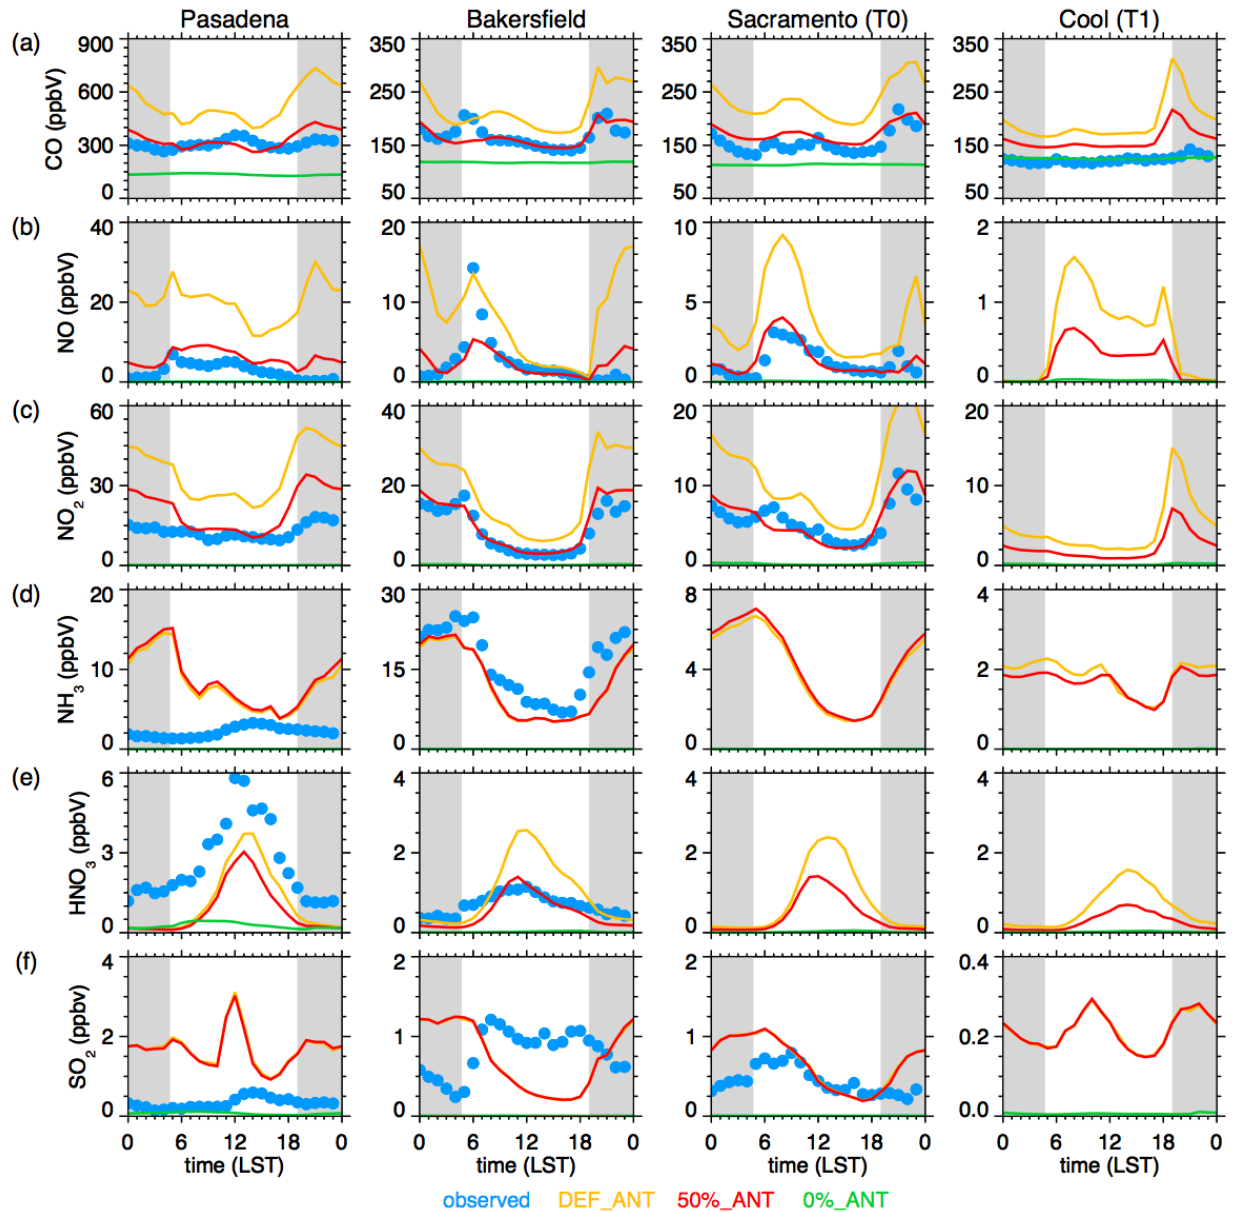 Pasadena Bakersfield Sacramento (T0) Cool (T1)
(a)
CO (ppbV)
900 600 300 0
350 250 150 50
350 250 150 50
350 250 150 50
(b)
NO (ppbV)
40 20 0
20 10 0
10 5 0
2 1 0
(c)
NO2 (ppbV)
60 30 0
40 20 0
20 10 0
20 10 0
(d)
NH3 (ppbV)
20 10 0
30 15 0
8 4 0
4 2 0
(e)
HNO3 (ppbV)
6 3 0
4 2 0
4 2 0
4 2 0
(f)
SO2 (ppbv)
4 2 0
2 1 0
2 1 0
0.4 0.2 0.0
0 6 12 18 0 0 6 12 18 0 0 6 12 18 0 0 6 12 18 0
time (LST) time (LST) time (LST) time (LST)
observed DEF_ANT 50%_ANT 0%_ANT